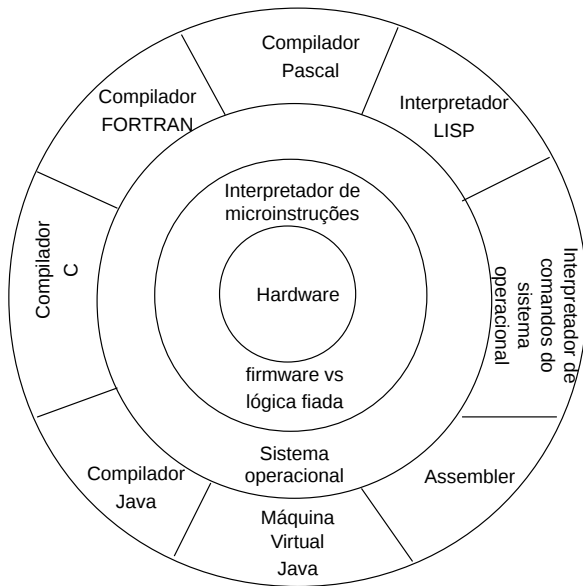 Compilador
Pascal
Compilador
FORTRAN
Interpretador
LISP
Interpretador de
microinstruções
Compilador
C
Hardware
Interpretador de
comandos do
sistema
operacional
firmware vs
lógica fiada
Sistema
operacional
Compilador
Java
Assembler
Máquina
Virtual
Java